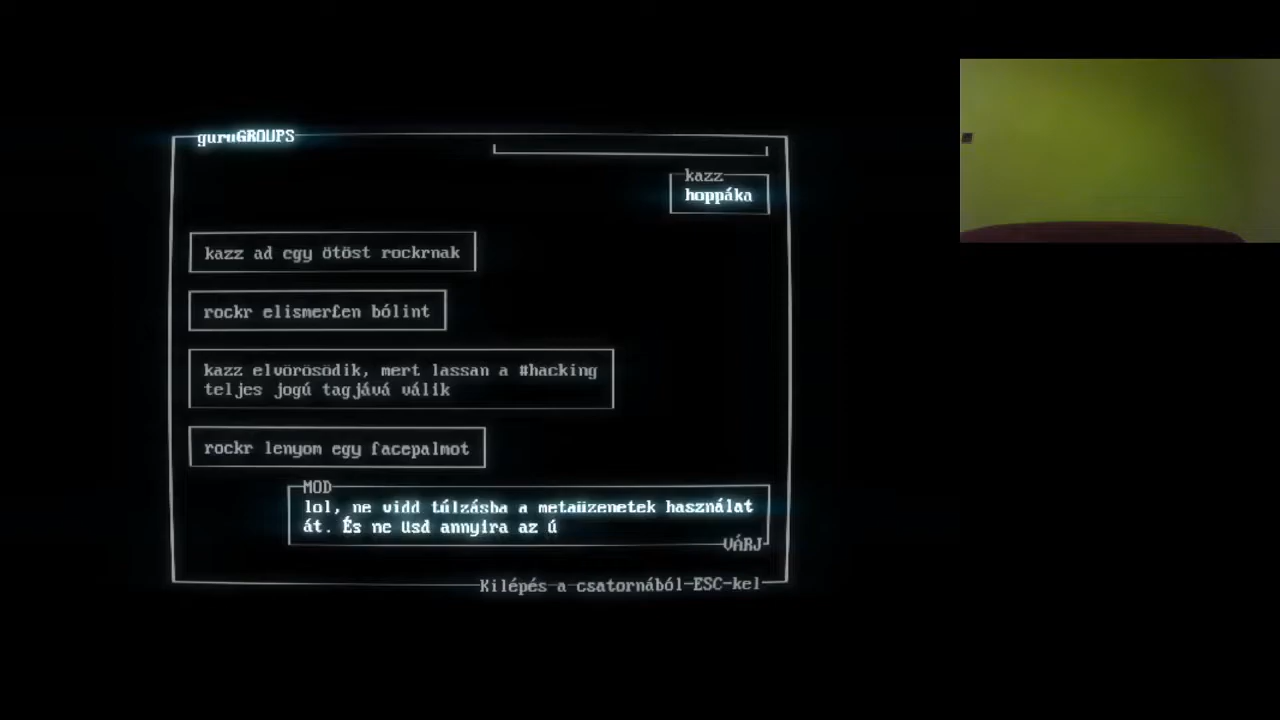 guruGROUPS
kazz
hoppáka
kazz ad egy ötöst rockrnak
rockr elismerően bólint
kazz elvörösödik, mert lassan a #hacking
teljes jogú tagjává válik
rockr lenyom egy facepalmot
MOD
lol, ne vidd túlzásba a metaüzenetek használat
át. És ne üsd annyira az ú
VÁRJ
Kilépés a csatornából-ESC-kel